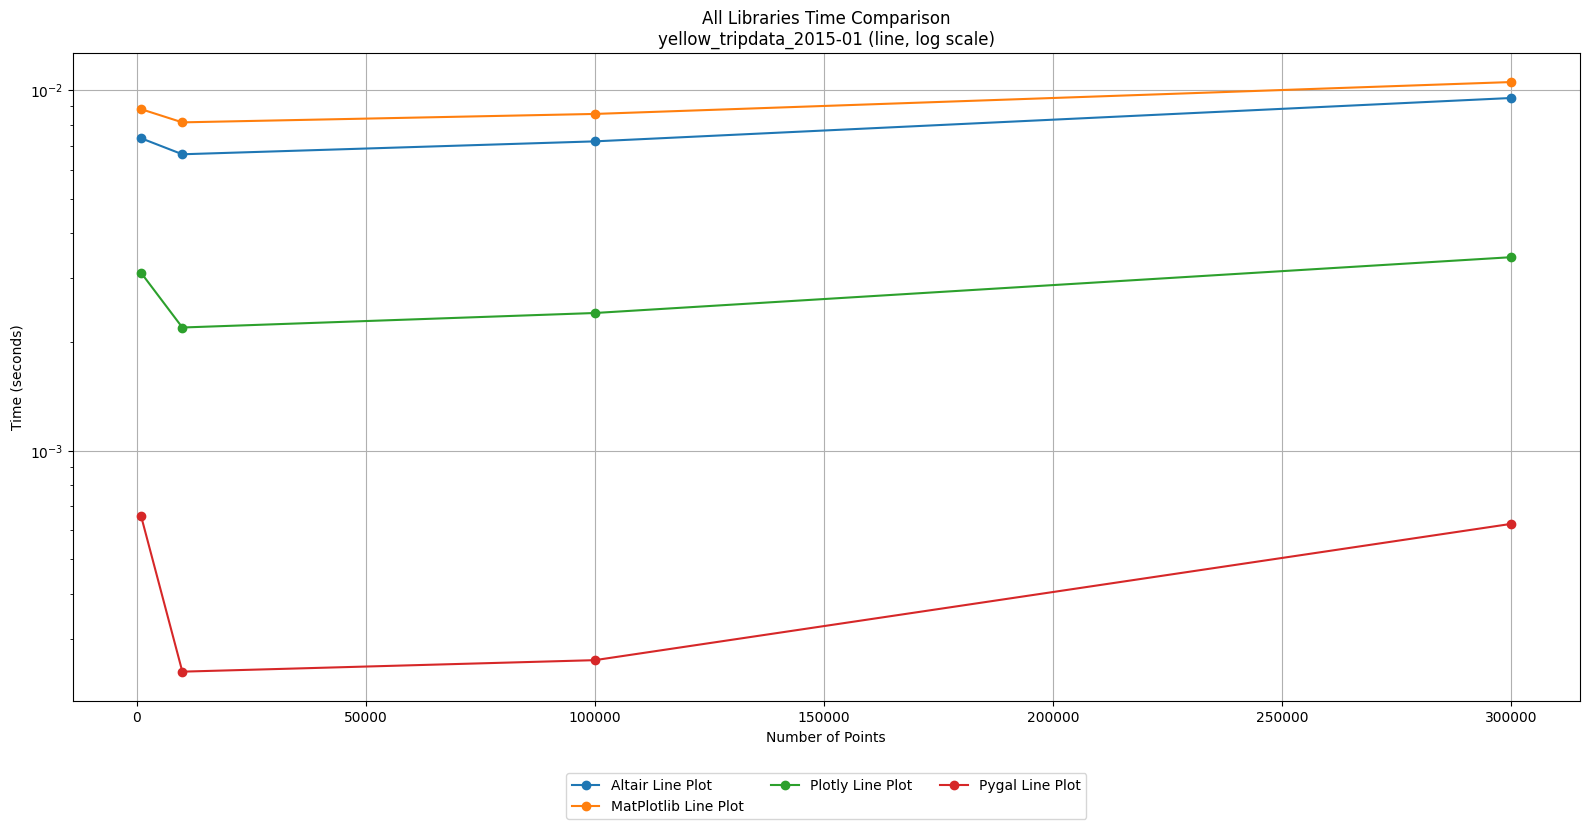 All Libraries Time Comparison
yellow_tripdata_2015-01 (line, log scale)
Time (seconds)
10⁻²
10⁻³
0 50000 100000 150000 200000 250000 300000
Number of Points
Altair Line Plot Plotly Line Plot Pygal Line Plot
MatPlotlib Line Plot